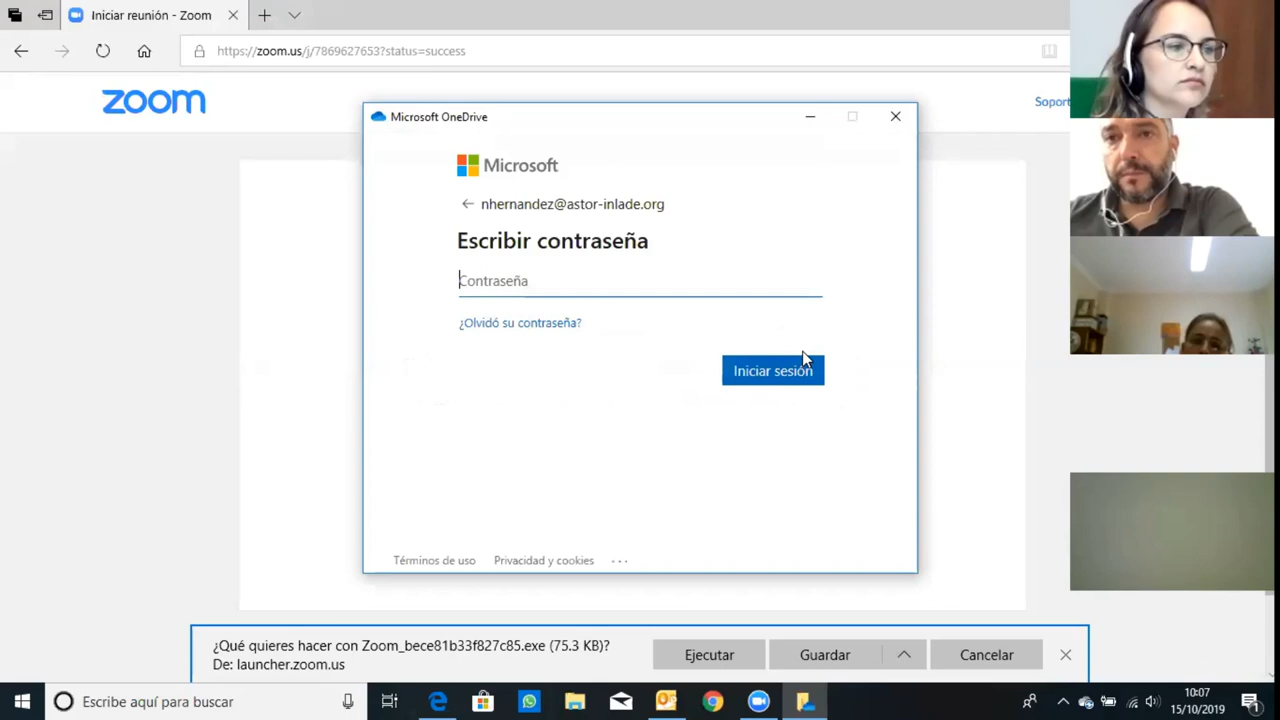 Iniciar reunión - Zoom
https://zoom.us/j/7869627653?status=success
zoom
Soport
Microsoft OneDrive
Microsoft
nhernandez@astor-inlade.org
Escribir contraseña
Contraseña
¿Olvidó su contraseña?
Iniciar sesión
Términos de uso Privacidad y cookies ...
¿Qué quieres hacer con Zoom_bece81b33f827c85.exe (75.3 KB)?
De: launcher.zoom.us
Ejecutar Guardar Cancelar
Escribe aquí para buscar
10:07
15/10/2019